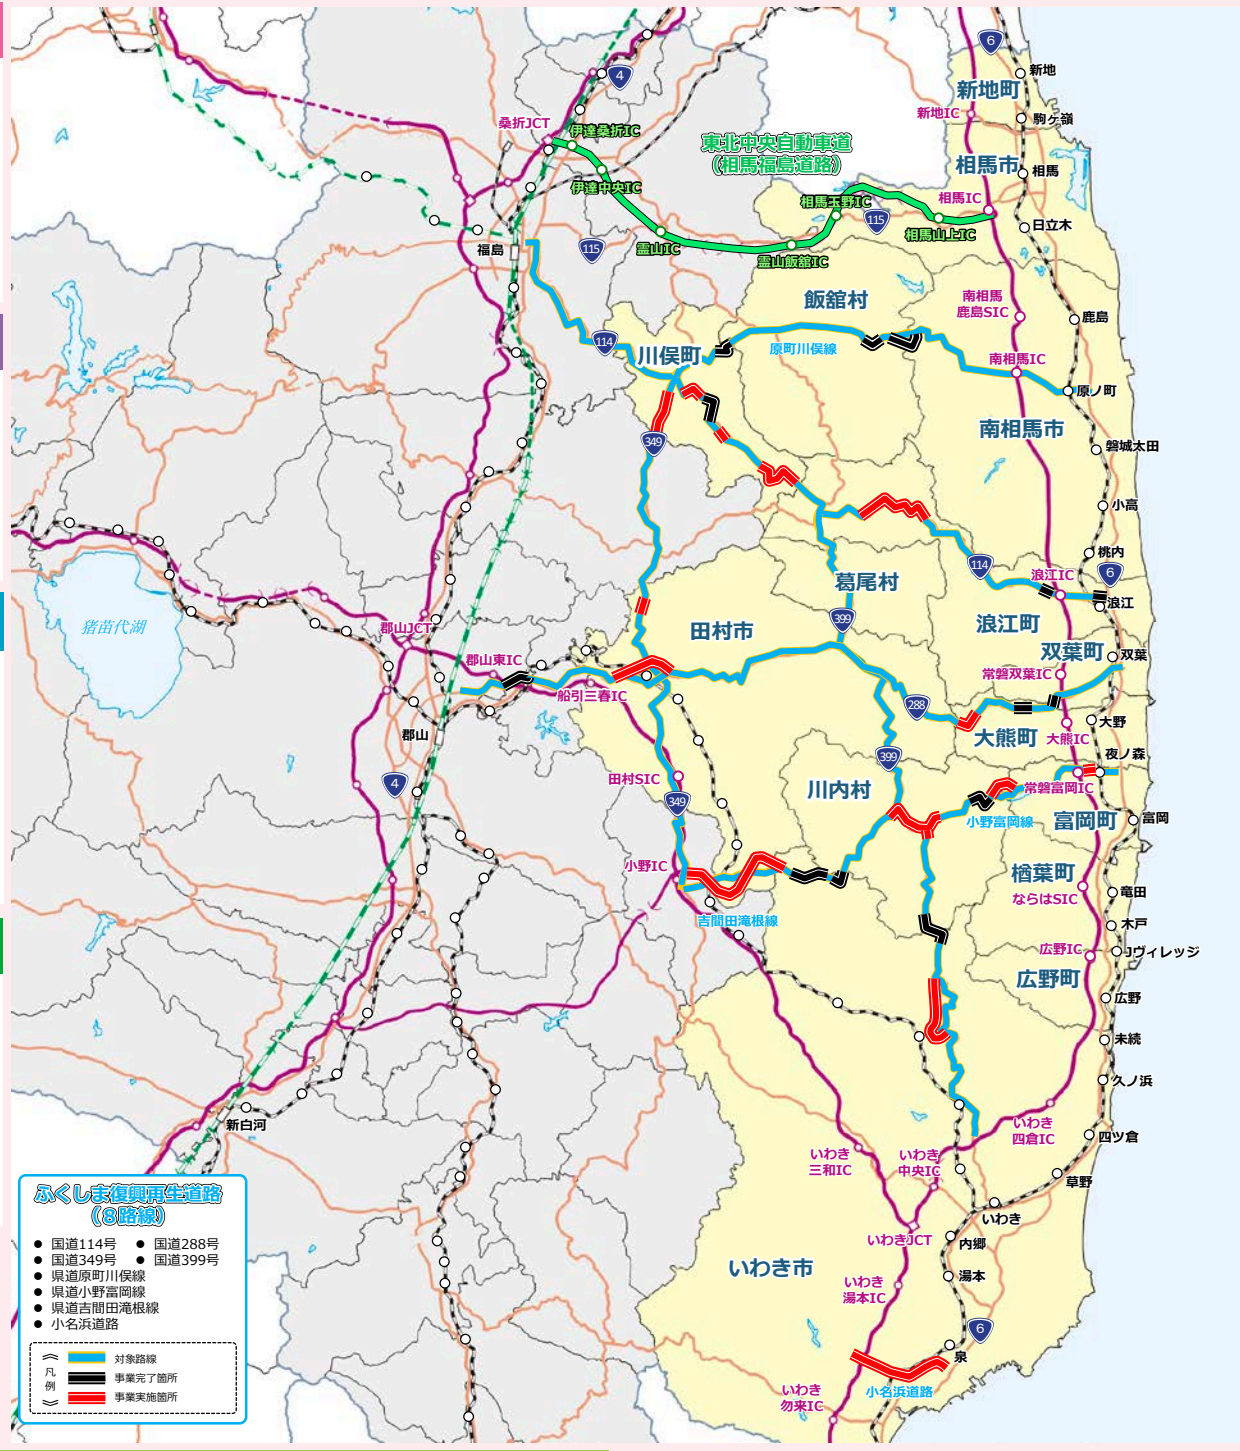 6
新地
4
新地町
新地IC
桑折JCT
駒ヶ嶺
伊達桑折IC
東北中央自動車道
（相馬福島道路）
相馬市
相馬
伊達中央IC
相馬玉野IC
相馬IC
115
日立木
相馬山上IC
福島
115
霊山IC
霊山飯舘IC
飯舘村
南相馬
鹿島SIC
鹿島
114
川俣町
原町川俣線
南相馬IC
原ノ町
南相馬市
349
磐城太田
小高
桃内
114
浪江IC
6
葛尾村
浪江
猪苗代湖
399
浪江町
郡山JCT
田村市
双葉町
双葉
郡山東IC
常磐双葉IC
船引三春IC
288
大野
郡山
大熊町
大熊IC
夜ノ森
399
田村SIC
4
川内村
常磐富岡IC
349
小野富岡線
富岡町
富岡
小野IC
楢葉町
竜田
ならはSIC
吉間田滝根線
木戸
広野IC
Jヴィレッジ
広野町
広野
末続
久ノ浜
新白河
いわき
四倉IC
四ツ倉
いわき
三和IC
いわき
中央IC
草野
いわき
いわきJCT
内郷
いわき市
湯本
いわき
湯本IC
6
泉
小名浜道路
いわき
勿来IC
ふくしま復興再生道路
（８路線）
● 国道114号 ● 国道288号
● 国道349号 ● 国道399号
● 県道原町川俣線
● 県道小野富岡線
● 県道吉間田滝根線
● 小名浜道路
︽凡例︾
対象路線
事業完了箇所
事業実施箇所